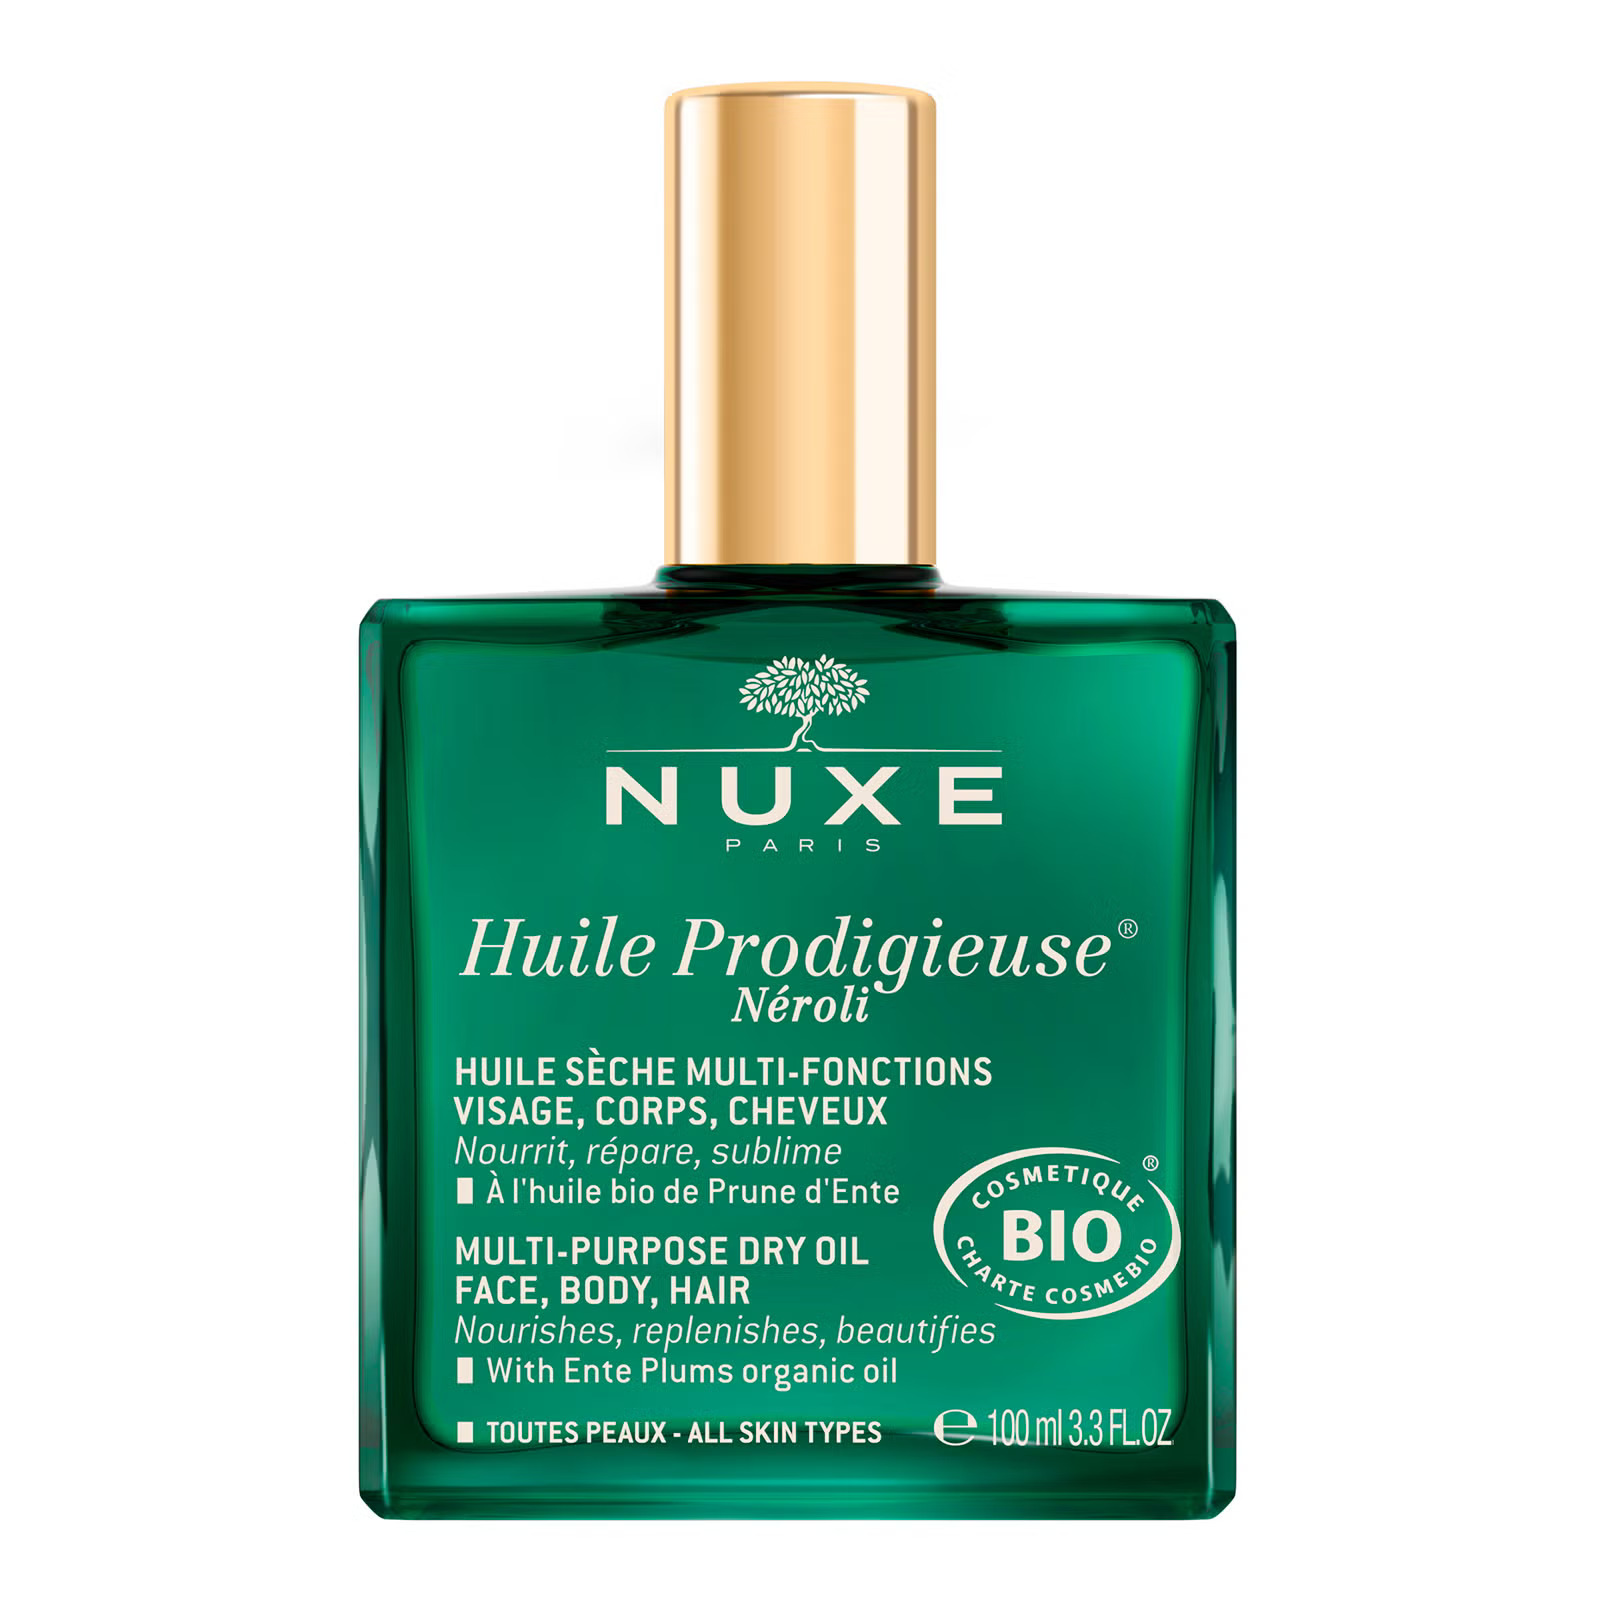 NUXE
PARIS
Huile Prodigieuse®
Néroli
HUILE SÈCHE MULTI-FONCTIONS
VISAGE, CORPS, CHEVEUX
Nourrit, répare, sublime
À l'huile bio de Prune d'Ente
MULTI-PURPOSE DRY OIL
FACE, BODY, HAIR
Nourishes, replenishes, beautifies
With Ente Plums organic oil
COSMETIQUE ®
BIO
CHARTE COSMEBIO
TOUTES PEAUX - ALL SKIN TYPES
℮ 100 ml 3.3 FL.OZ